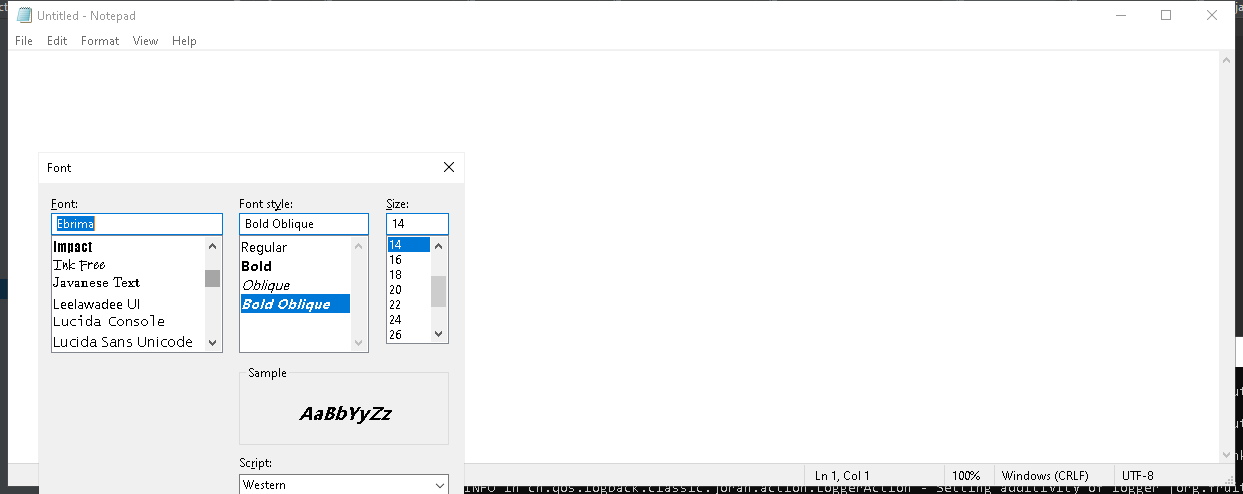 Untitled - Notepad
File Edit Format View Help
Font
Font: Font style: Size:
Ebrima Bold Oblique 14
Impact
Ink Free
Javanese Text
Leelawadee UI
Lucida Console
Lucida Sans Unicode
Regular
Bold
Oblique
Bold Oblique
14
16
18
20
22
24
26
Sample
AaBbYyZz
Script:
Western
Ln 1, Col 1 100% Windows (CRLF) UTF-8
INFO in ch.qos.logback.classic.joran.action.LoggerAction - Setting additivity of logger